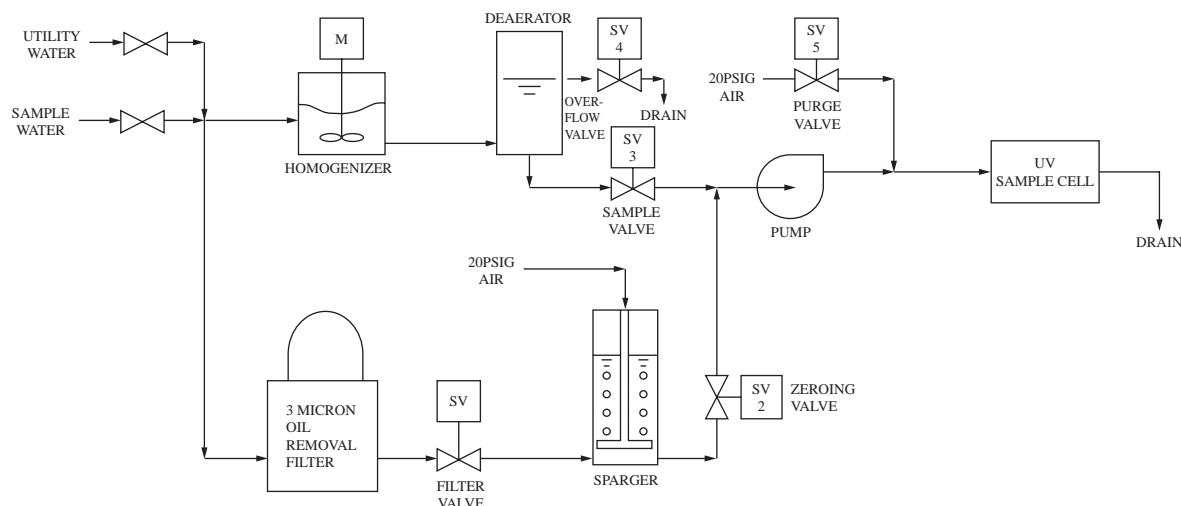 UTILITY
WATER
SAMPLE
WATER
M
HOMOGENIZER
DEAERATOR
SV
4
OVER-
FLOW
VALVE
DRAIN
SV
3
SAMPLE
VALVE
SV
5
20PSIG
AIR
PURGE
VALVE
PUMP
UV
SAMPLE CELL
DRAIN
20PSIG
AIR
3 MICRON
OIL
REMOVAL
FILTER
SV
FILTER
VALVE
SPARGER
SV
2
ZEROING
VALVE